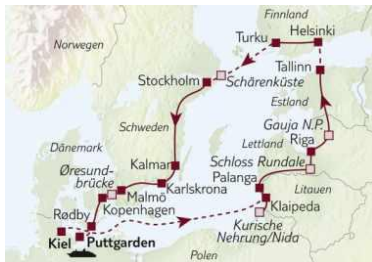 Finnland
Norwegen
Turku
Helsinki
Tallinn
Stockholm
Schärenküste
Estland
Schweden
Gauja N.P.
Dänemark
Lettland
Riga
Kalmar
Schloss Rundale
Øresund-
brücke
Palanga
Karlskrona
Litauen
Malmö
Kopenhagen
Klaipeda
Rødby
Kurische
Nehrung/Nida
Kiel
Puttgarden
Polen